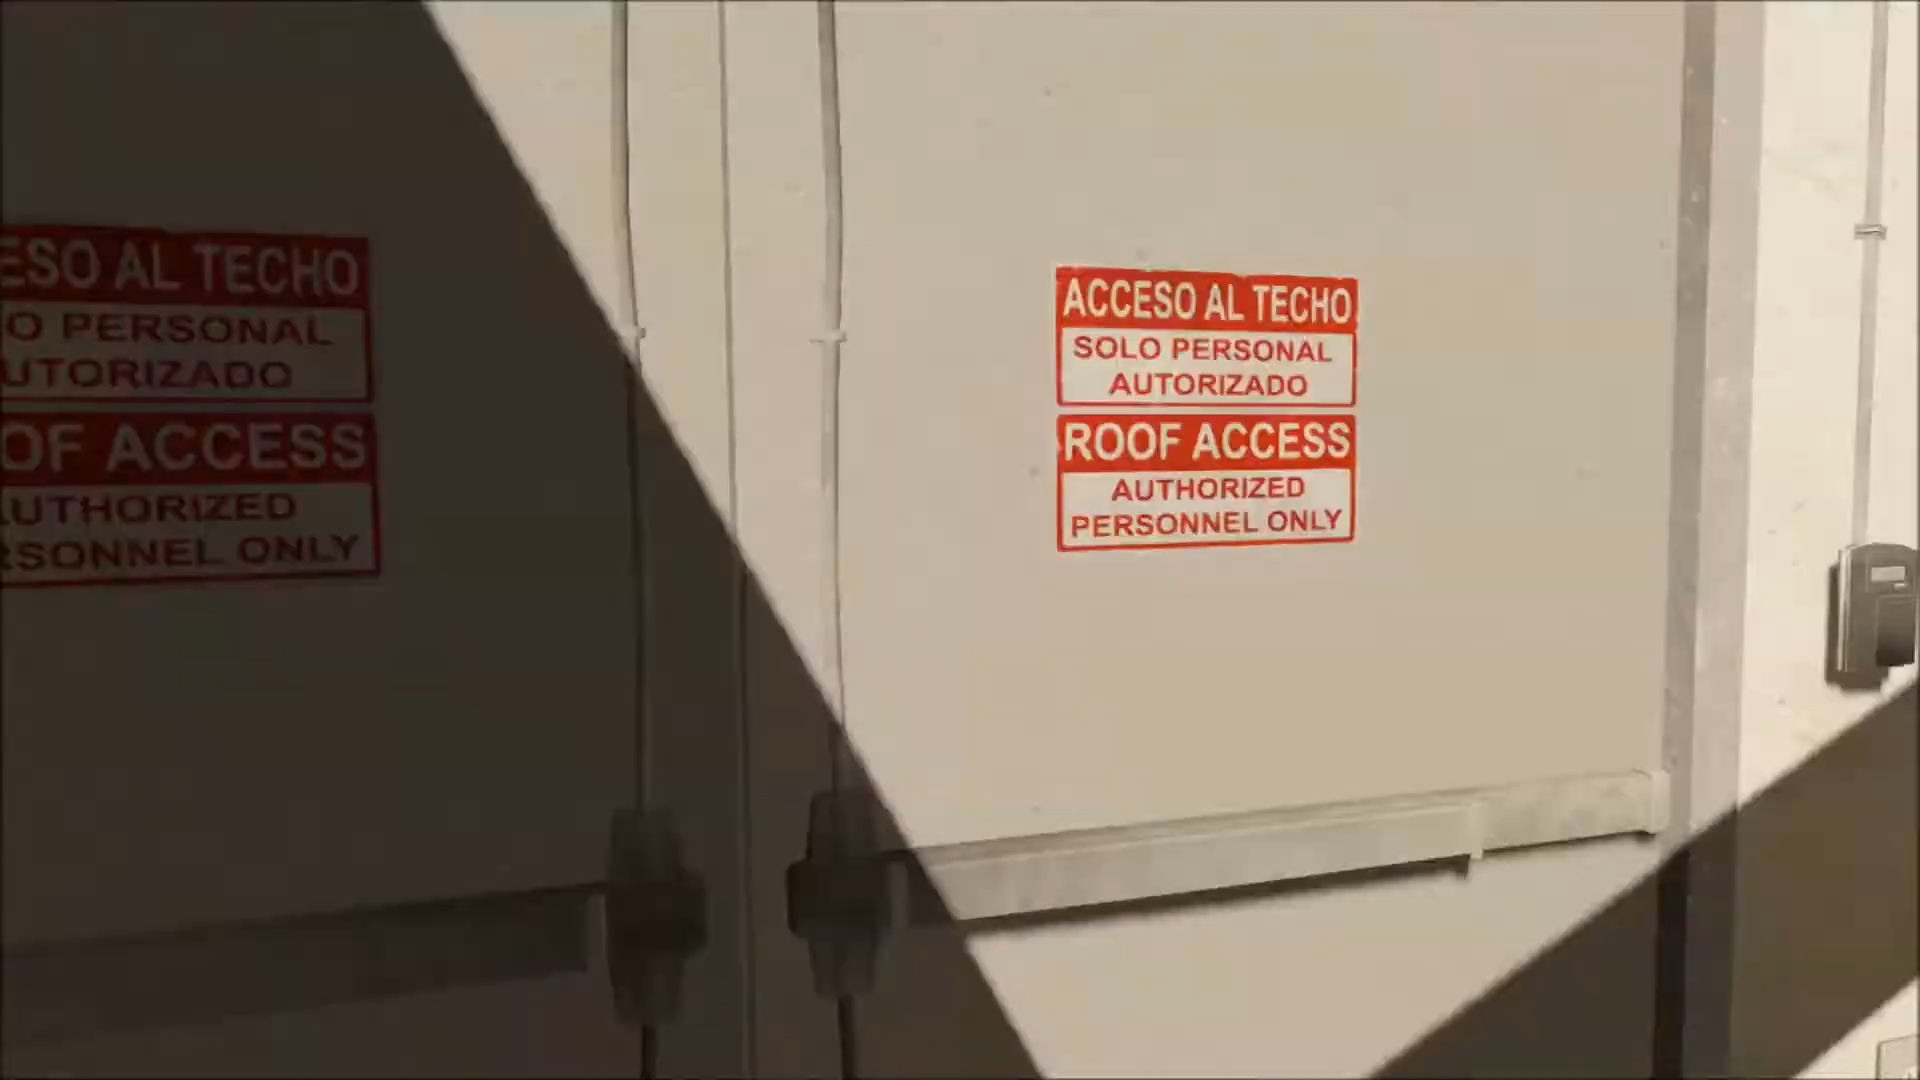 ESO AL TECHO
O PERSONAL
UTORIZADO
OF ACCESS
UTHORIZED
RSONNEL ONLY
ACCESO AL TECHO
SOLO PERSONAL
AUTORIZADO
ROOF ACCESS
AUTHORIZED
PERSONNEL ONLY